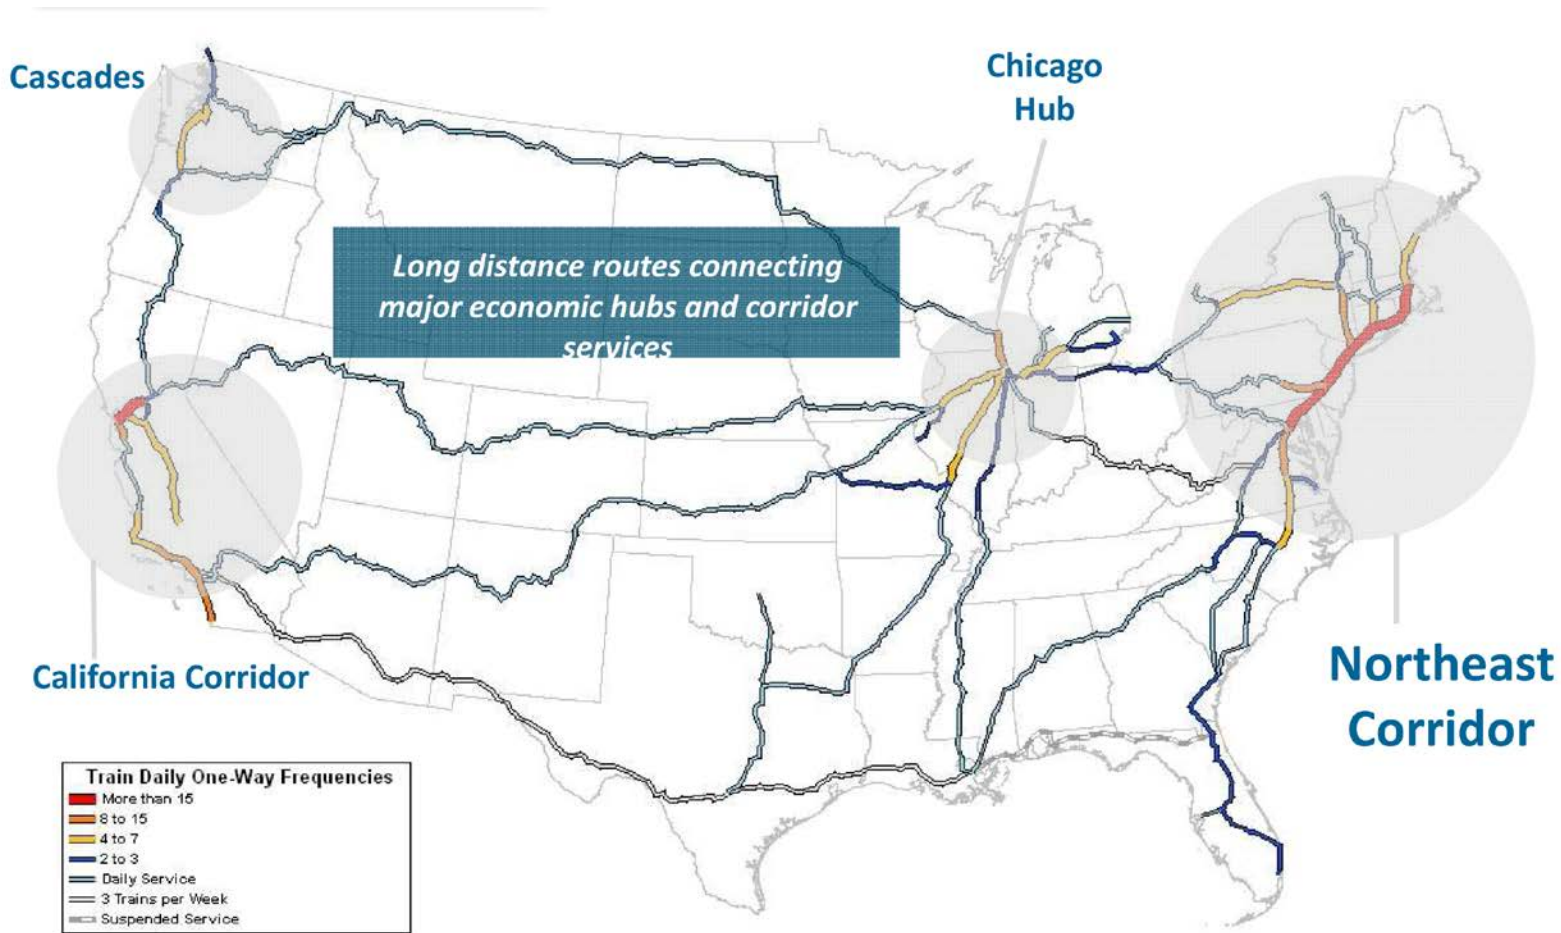 Cascades
Chicago
Hub
Long distance routes connecting
major economic hubs and corridor
services
California Corridor
Northeast
Corridor
Train Daily One-Way Frequencies
More than 15
8 to 15
4 to 7
2 to 3
Daily Service
3 Trains per Week
Suspended Service